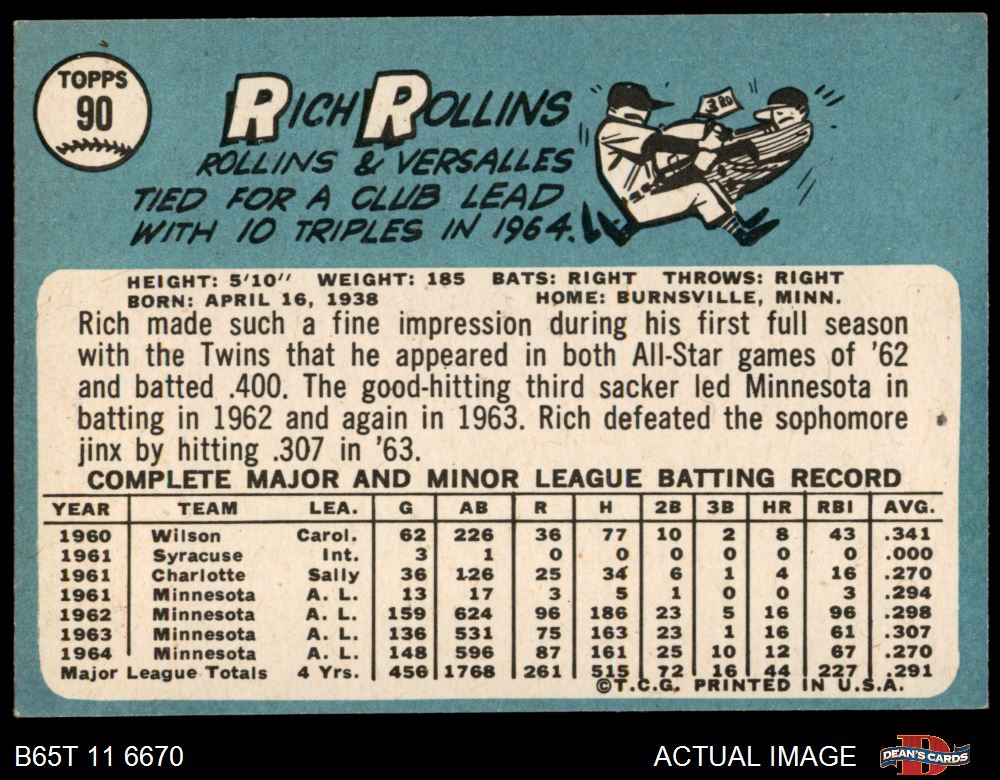 TOPPS
90
RICH ROLLINS
ROLLINS & VERSALLES
TIED FOR A CLUB LEAD
WITH 10 TRIPLES IN 1964.
3RD
HEIGHT: 5'10" WEIGHT: 185 BATS: RIGHT THROWS: RIGHT
BORN: APRIL 16, 1938 HOME: BURNSVILLE, MINN.
Rich made such a fine impression during his first full season
with the Twins that he appeared in both All-Star games of '62
and batted .400. The good-hitting third sacker led Minnesota in
batting in 1962 and again in 1963. Rich defeated the sophomore
jinx by hitting .307 in '63.
COMPLETE MAJOR AND MINOR LEAGUE BATTING RECORD
YEAR TEAM LEA. G AB R H 2B 3B HR RBI AVG.
1960 Wilson Carol. 62 226 36 77 10 2 8 43 .341
1961 Syracuse Int. 3 1 0 0 0 0 0 0 .000
1961 Charlotte Sally 36 126 25 34 6 1 4 16 .270
1961 Minnesota A. L. 13 17 3 5 1 0 0 3 .294
1962 Minnesota A. L. 159 624 96 186 23 5 16 96 .298
1963 Minnesota A. L. 136 531 75 163 23 1 16 61 .307
1964 Minnesota A. L. 148 596 87 161 25 10 12 67 .270
Major League Totals 4 Yrs. 456 1768 261 515 72 16 44 227 .291
©T.C.G. PRINTED IN U.S.A.
B65T 11 6670 ACTUAL IMAGE
D
DEAN'S CARDS